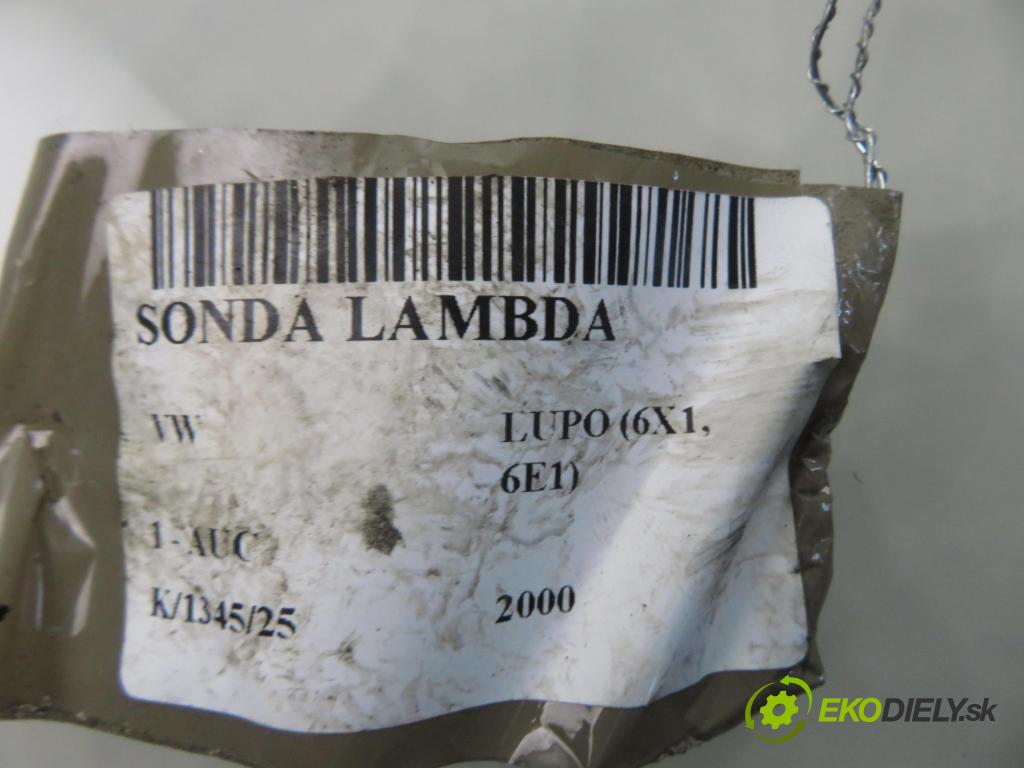 SONDA LAMBDA
VW
LUPO (6X1,
6E1)
1 - AUC
K/1345/25
2000
EKODIELY.sk